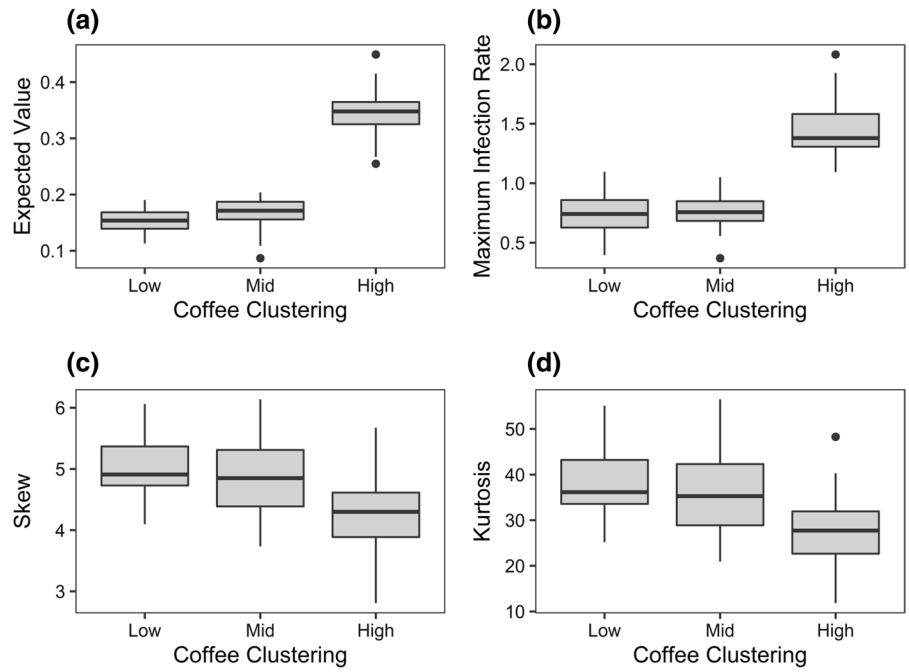 (a)
Expected Value
0.4
0.3
0.2
0.1
Low Mid High
Coffee Clustering
(b)
Maximum Infection Rate
2.0
1.5
1.0
0.5
Low Mid High
Coffee Clustering
(c)
Skew
6
5
4
3
Low Mid High
Coffee Clustering
(d)
Kurtosis
50
40
30
20
10
Low Mid High
Coffee Clustering